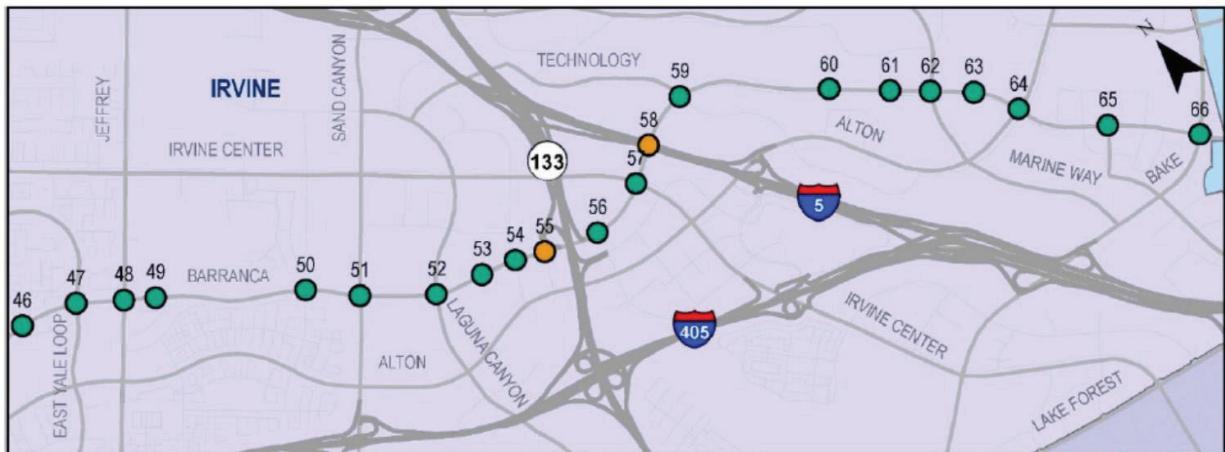 N
TECHNOLOGY
59
60
61
62
63
64
65
66
IRVINE
JEFFREY
SAND CANYON
58
ALTON
IRVINE CENTER
133
57
MARINE WAY
BAKE
5
56
55
54
53
52
51
50
49
48
47
46
BARRANCA
LAGUNA CANYON
405
IRVINE CENTER
EAST YALE LOOP
ALTON
LAKE FOREST